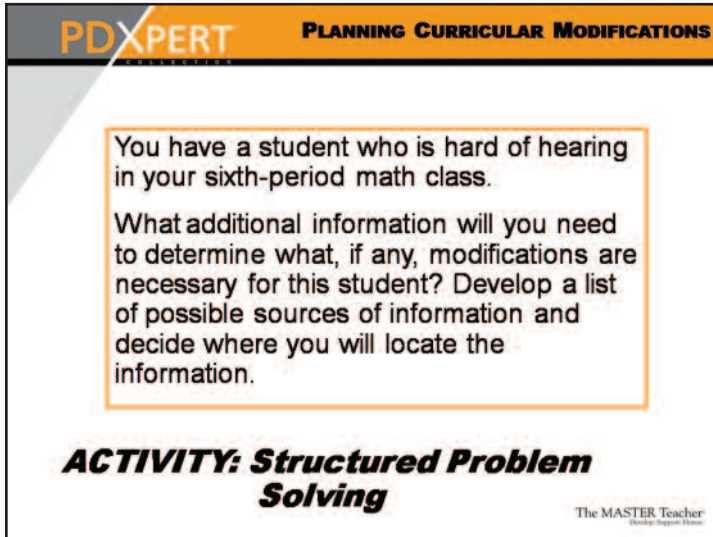 PDXPERT
COLLECTION
PLANNING CURRICULAR MODIFICATIONS
You have a student who is hard of hearing
in your sixth-period math class.
What additional information will you need
to determine what, if any, modifications are
necessary for this student? Develop a list
of possible sources of information and
decide where you will locate the
information.
ACTIVITY: Structured Problem
Solving
The MASTER Teacher
Develop. Support. Honor.